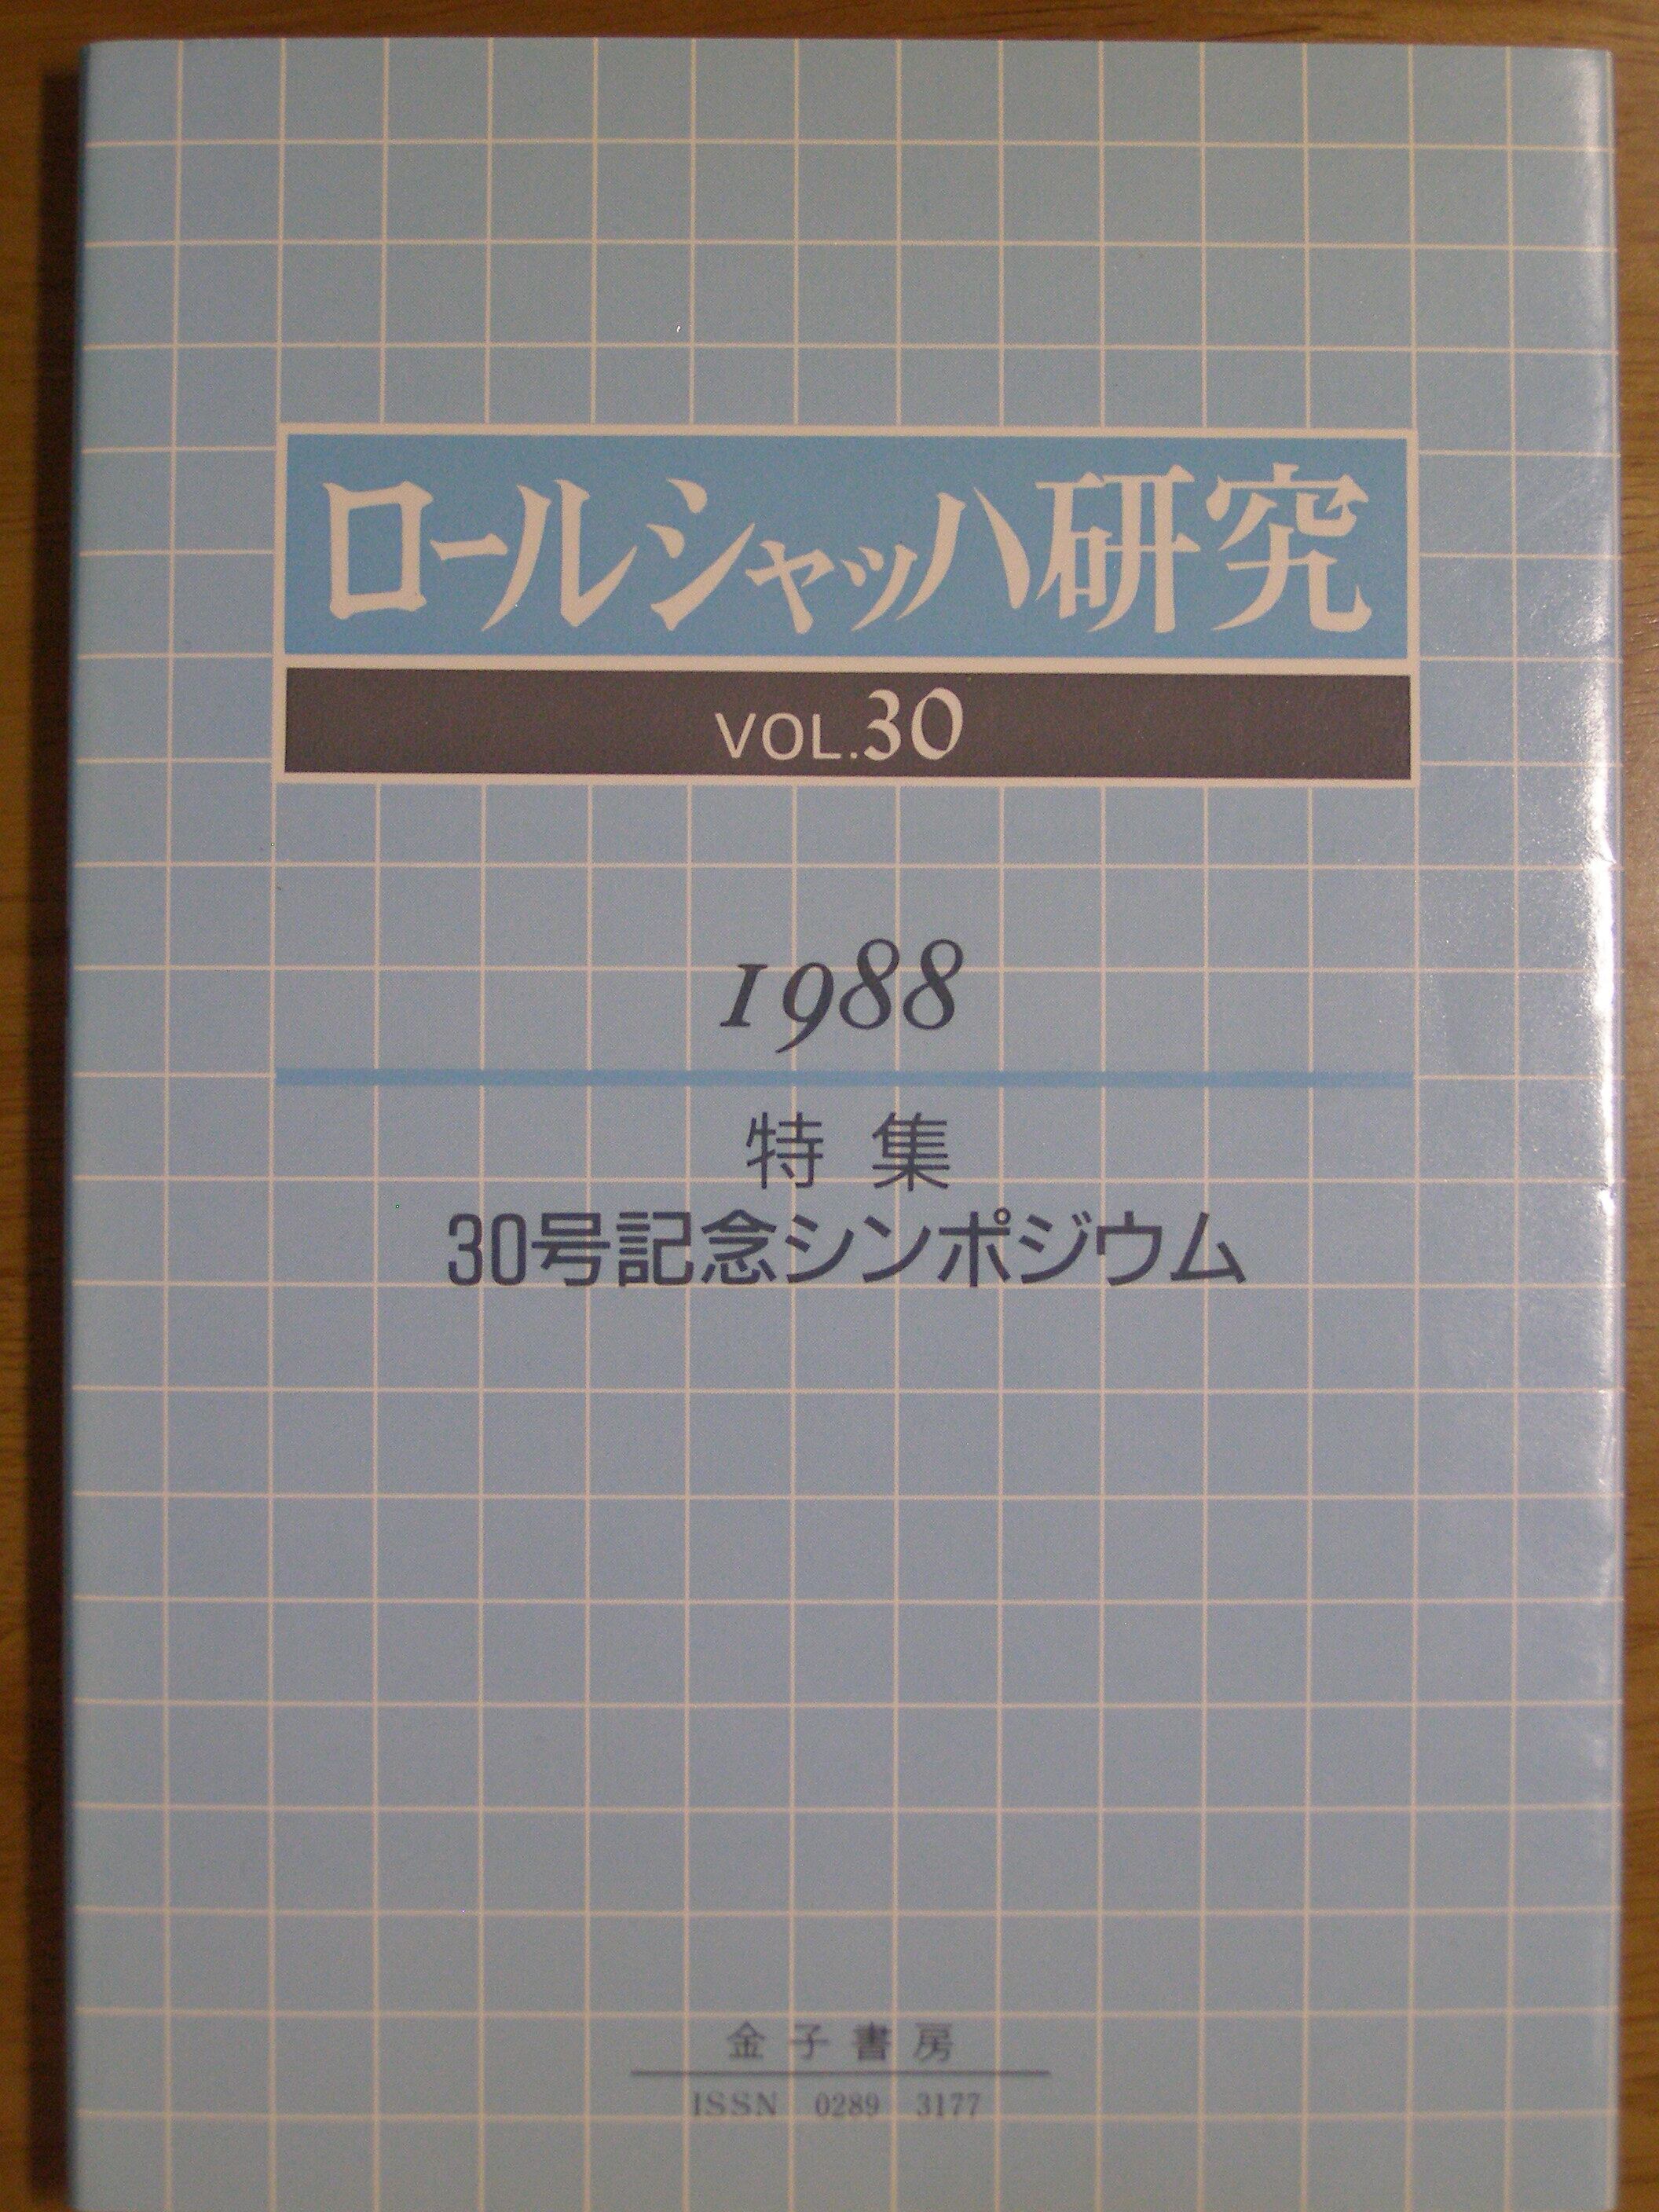 ロールシャッハ研究
VOL.30
1988
特集
30号記念シンポジウム
金子書房
ISSN 0289 3177